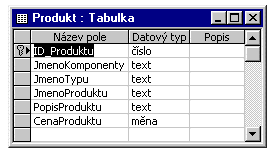 Produkt : Tabulka
Název pole Datový typ Popis
ID_Produktu číslo
JmenoKomponenty text
JmenoTypu text
JmenoProduktu text
PopisProduktu text
CenaProduktu měna